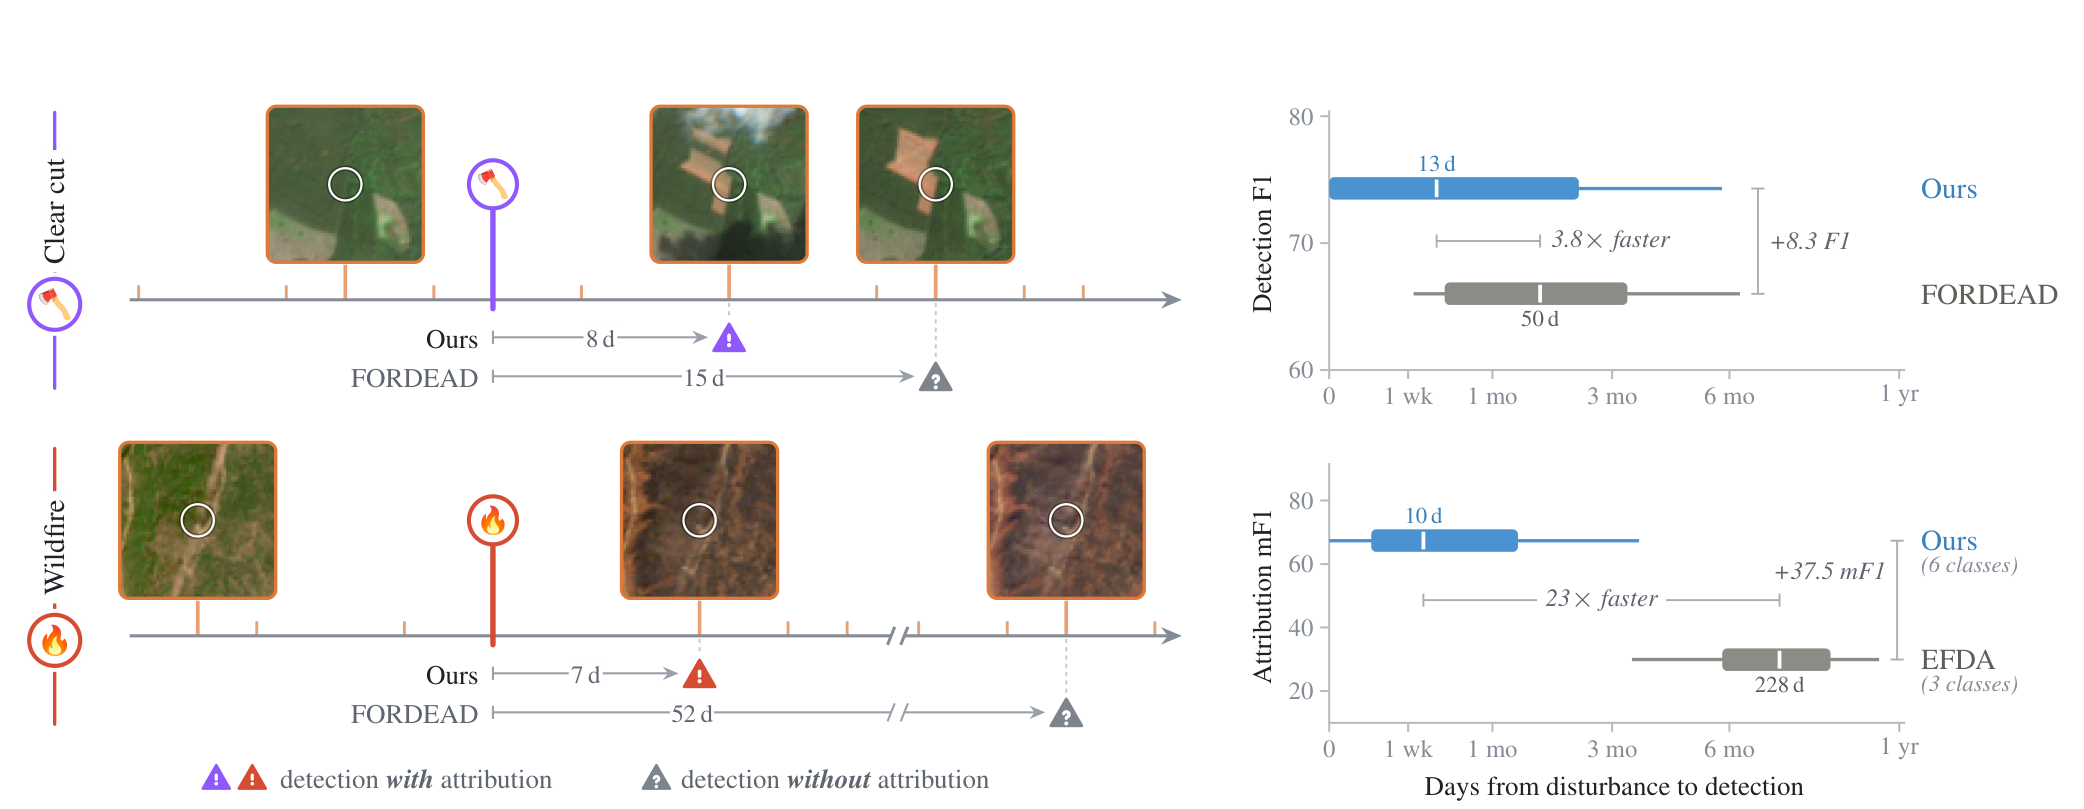 Clear cut
Ours
8 d
FORDEAD
15 d
Wildfire
Ours
7 d
FORDEAD
52 d
detection with attribution
detection without attribution
Detection F1
80
70
60
13 d
3.8× faster
+8.3 F1
50 d
Ours
FORDEAD
0
1 wk
1 mo
3 mo
6 mo
1 yr
Attribution mF1
80
60
40
20
10 d
23× faster
+37.5 mF1
228 d
Ours
(6 classes)
EFDA
(3 classes)
0
1 wk
1 mo
3 mo
6 mo
1 yr
Days from disturbance to detection